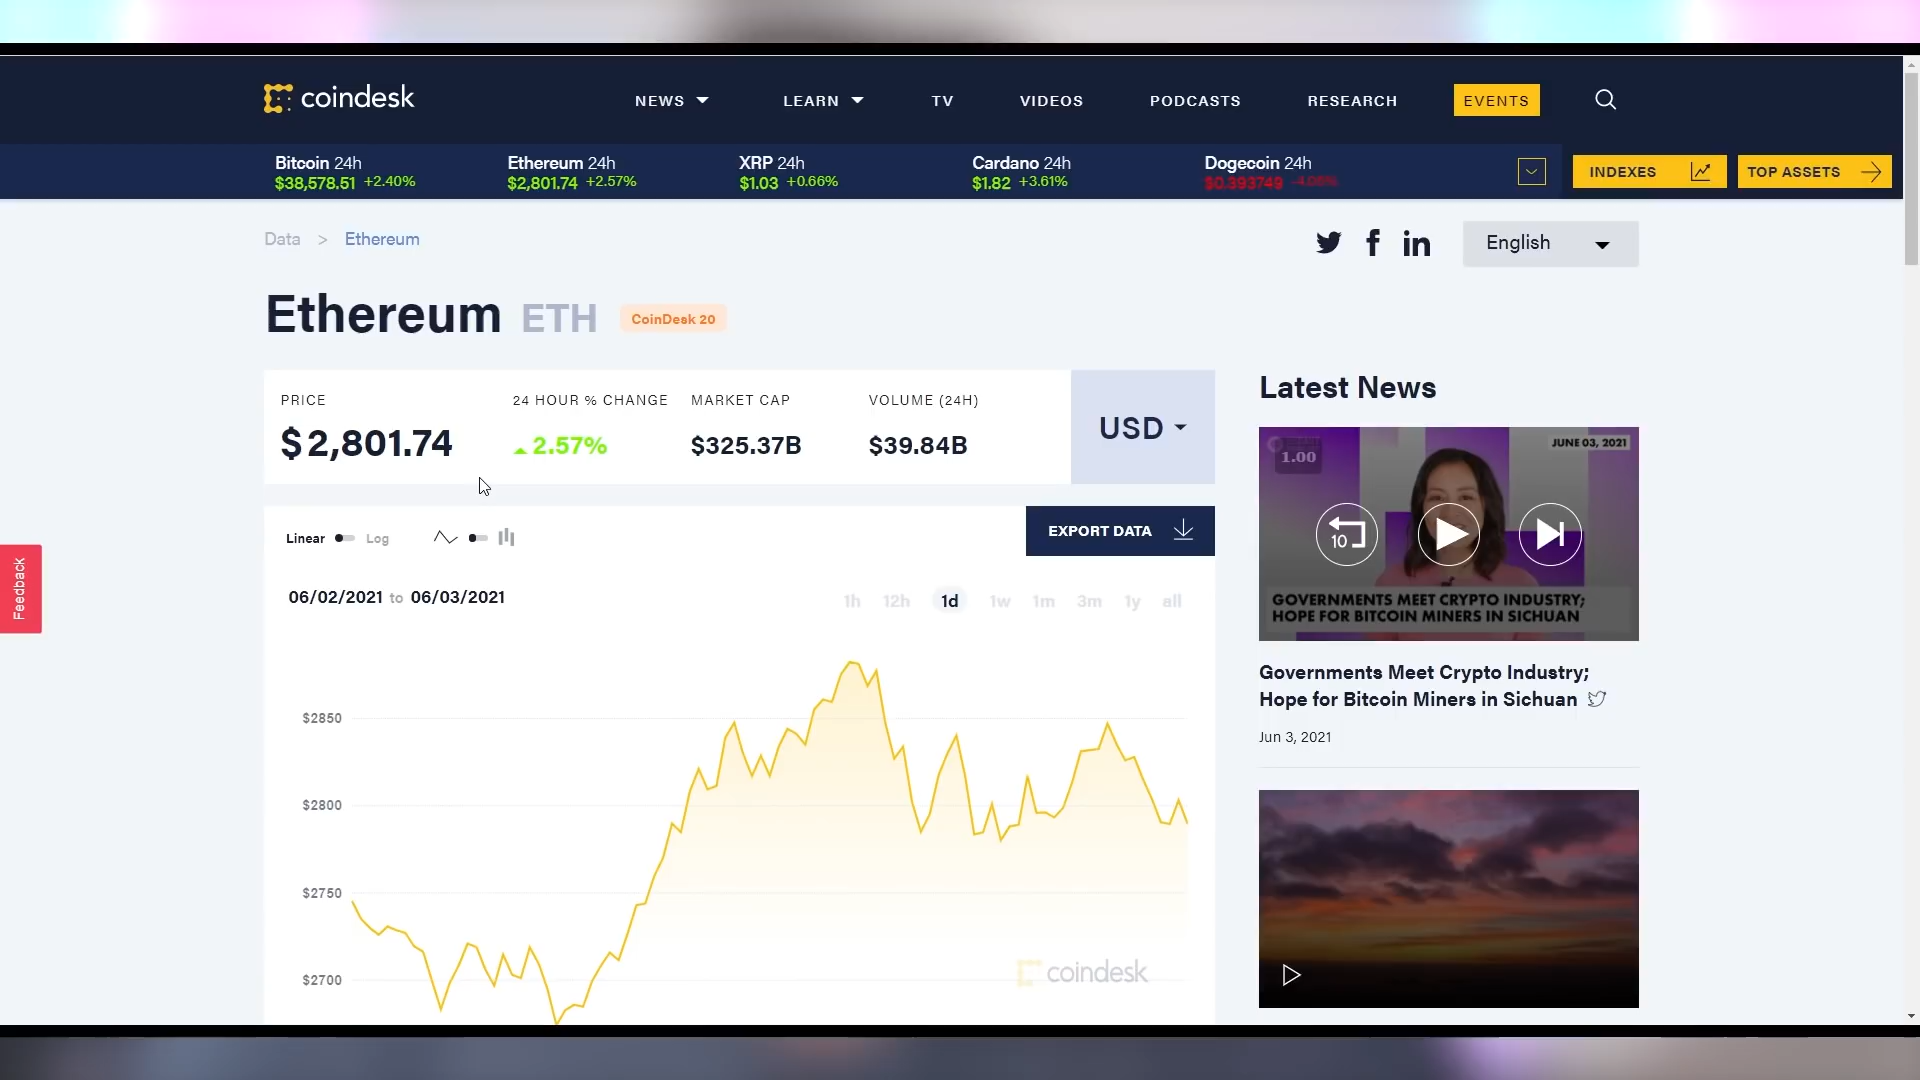 coindesk
NEWS LEARN TV VIDEOS PODCASTS RESEARCH EVENTS
Bitcoin 24h
$38,578.51 +2.40%
Ethereum 24h
$2,801.74 +2.57%
XRP 24h
$1.03 +0.66%
Cardano 24h
$1.82 +3.61%
Dogecoin 24h
$0.393749
INDEXES
TOP ASSETS
Data > Ethereum
English
Ethereum ETH CoinDesk 20
PRICE
$2,801.74
24 HOUR % CHANGE
2.57%
MARKET CAP
$325.37B
VOLUME (24H)
$39.84B
USD
Linear Log
EXPORT DATA
06/02/2021 to 06/03/2021
1h 12h 1d 1w 1m 3m 1y all
$2850
$2800
$2750
$2700
coindesk
Feedback
Latest News
1.00
JUNE 03, 2021
10
GOVERNMENTS MEET CRYPTO INDUSTRY;
HOPE FOR BITCOIN MINERS IN SICHUAN
Governments Meet Crypto Industry;
Hope for Bitcoin Miners in Sichuan
Jun 3, 2021